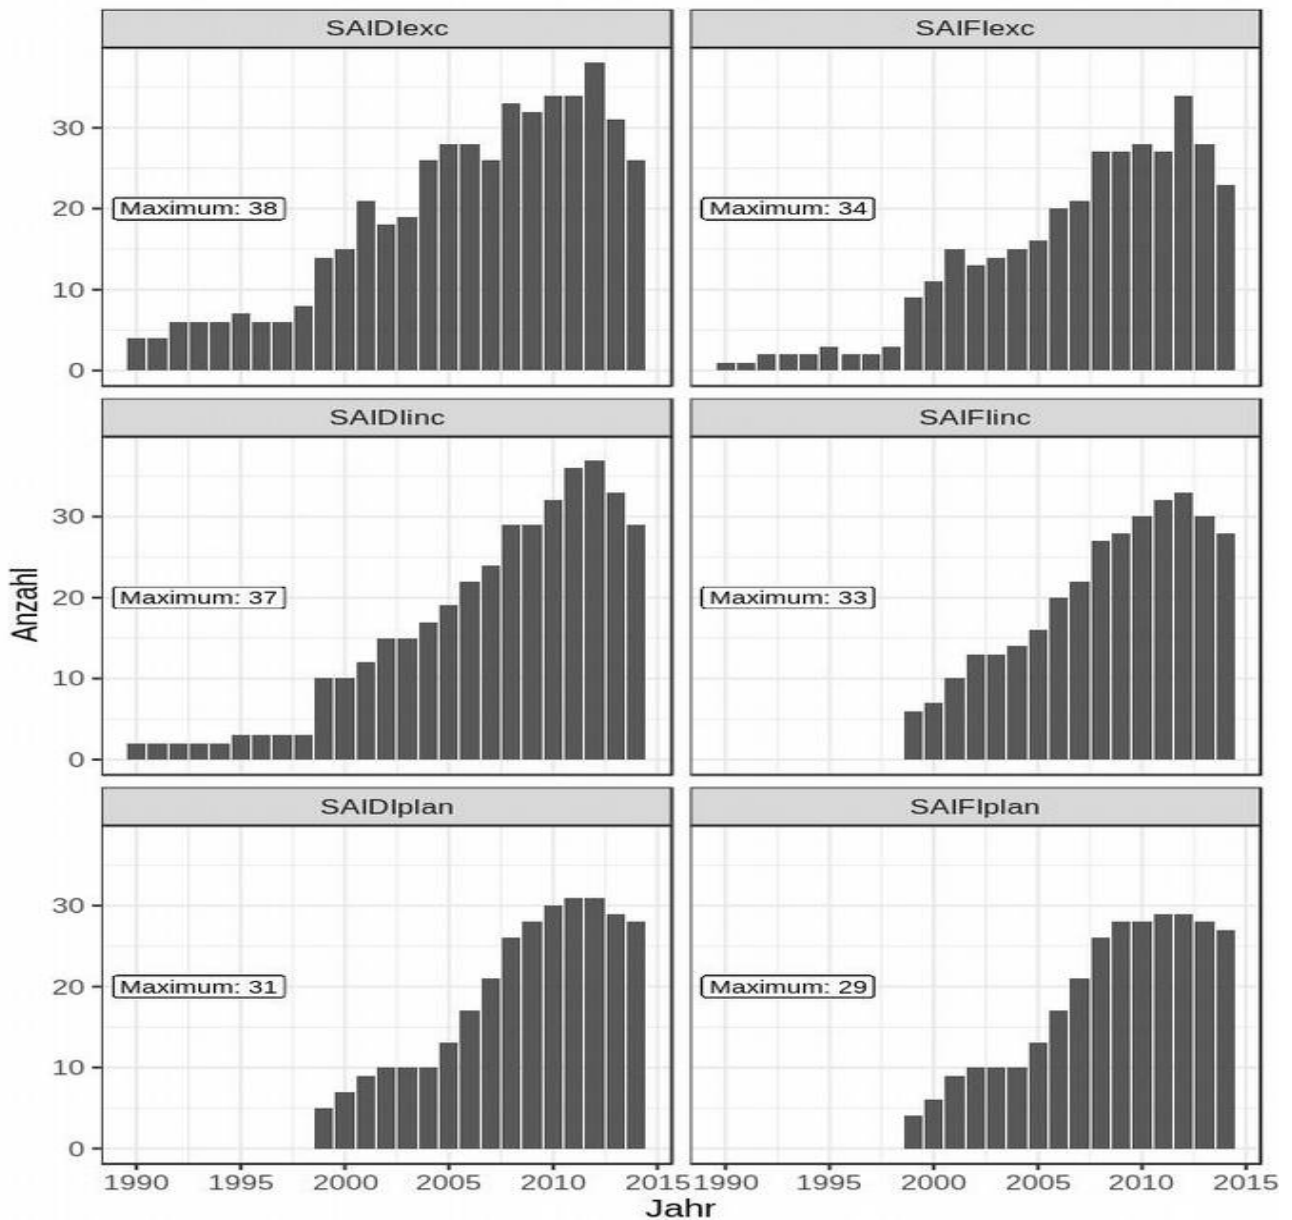 SAIDIexc
SAIFIexc
30
20
10
0
Maximum: 38
Maximum: 34
SAIDIinc
SAIFIinc
30
20
10
0
Maximum: 37
Maximum: 33
Anzahl
SAIDIplan
SAIFIplan
30
20
10
0
Maximum: 31
Maximum: 29
1990 1995 2000 2005 2010 2015 1990 1995 2000 2005 2010 2015
Jahr